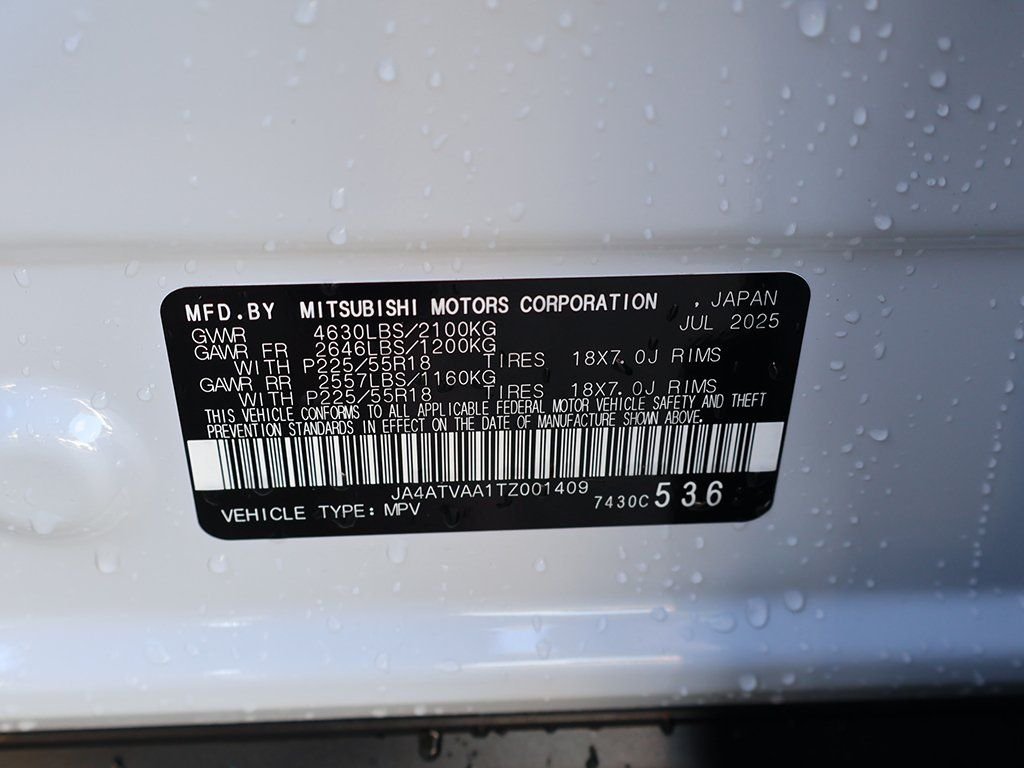 MFD.BY MITSUBISHI MOTORS CORPORATION , JAPAN
GVWR 4630LBS/2100KG JUL 2025
GAWR FR 2646LBS/1200KG
WITH P225/55R18 TIRES 18X7.0J RIMS
GAWR RR 2557LBS/1160KG
WITH P225/55R18 TIRES 18X7.0J RIMS
THIS VEHICLE CONFORMS TO ALL APPLICABLE FEDERAL MOTOR VEHICLE SAFETY AND THEFT
PREVENTION STANDARDS IN EFFECT ON THE DATE OF MANUFACTURE SHOWN ABOVE.
JA4ATVAA1TZ001409
VEHICLE TYPE: MPV 7430C 536